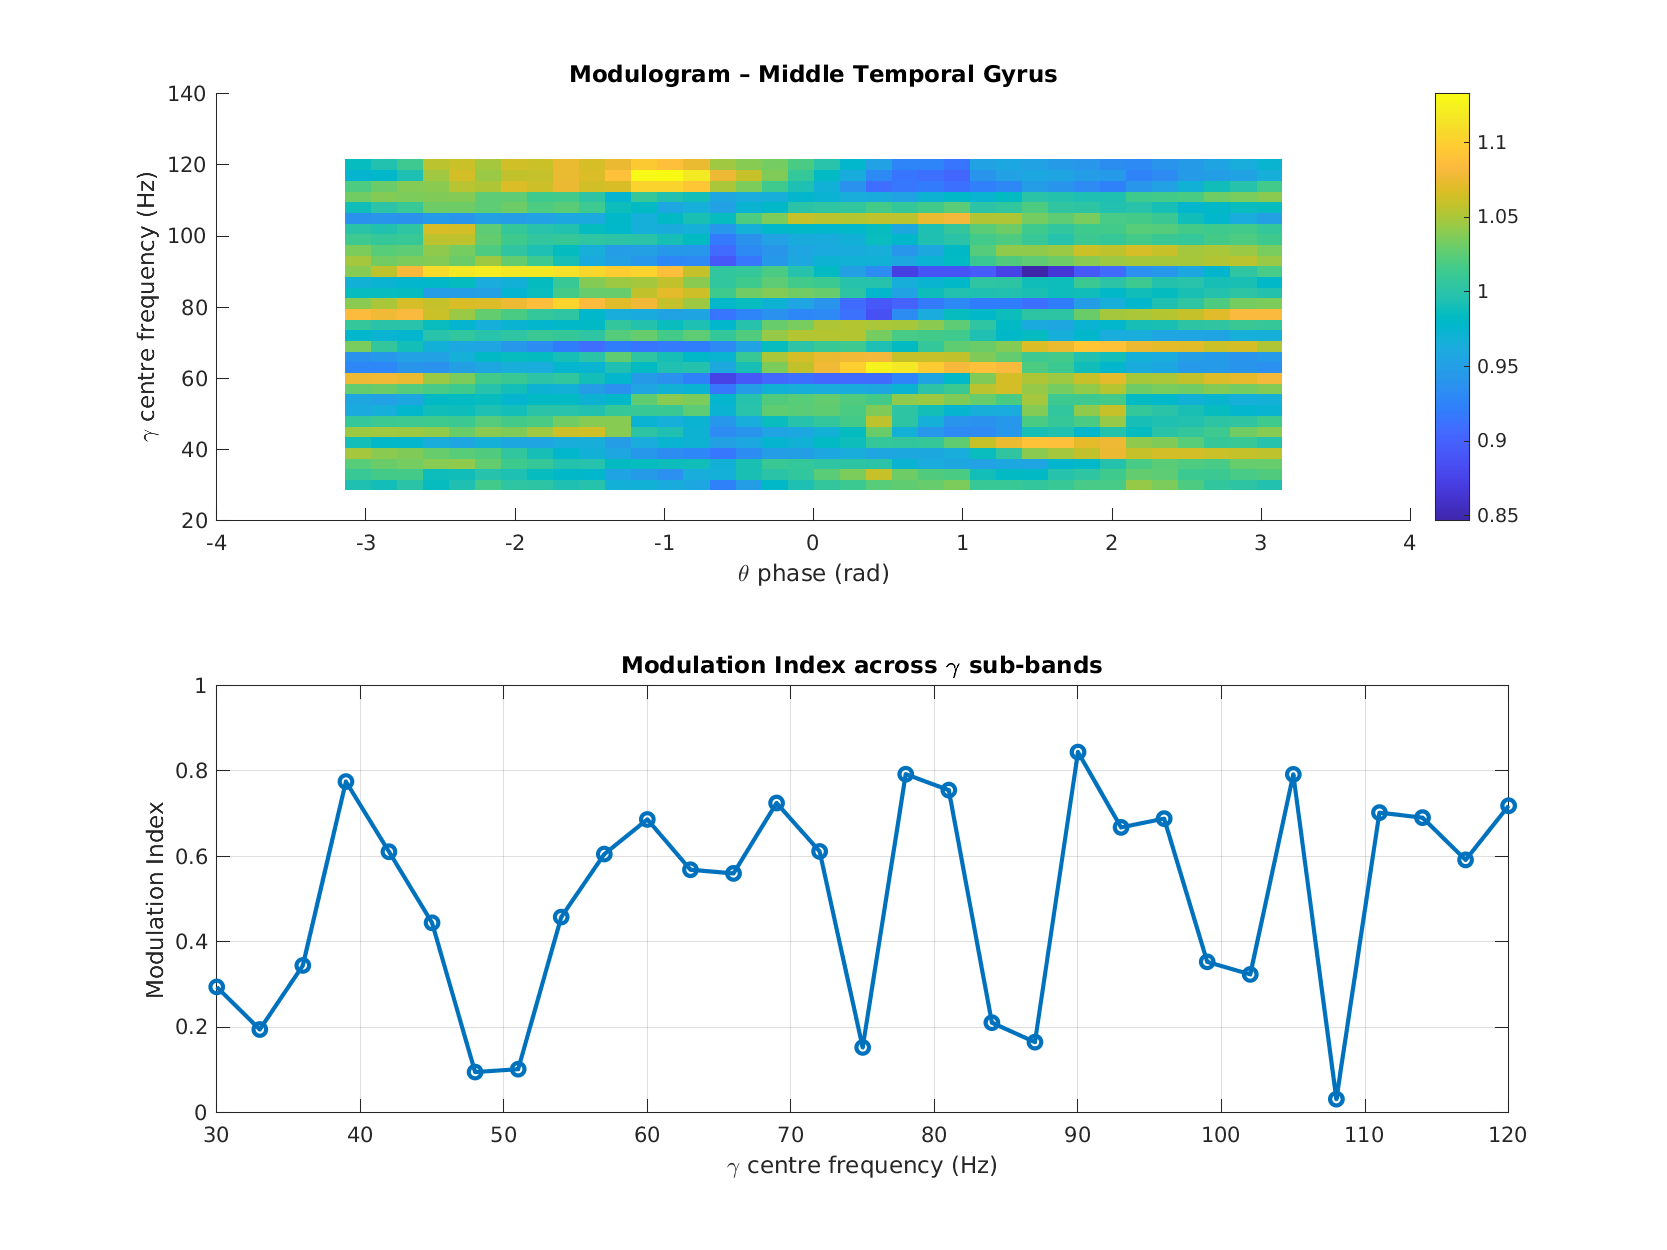 Modulogram – Middle Temporal Gyrus
140
120
100
80
60
40
20
γ centre frequency (Hz)
-4 -3 -2 -1 0 1 2 3 4
θ phase (rad)
1.1
1.05
1
0.95
0.9
0.85
Modulation Index across γ sub-bands
1
0.8
0.6
0.4
0.2
0
Modulation Index
30 40 50 60 70 80 90 100 110 120
γ centre frequency (Hz)